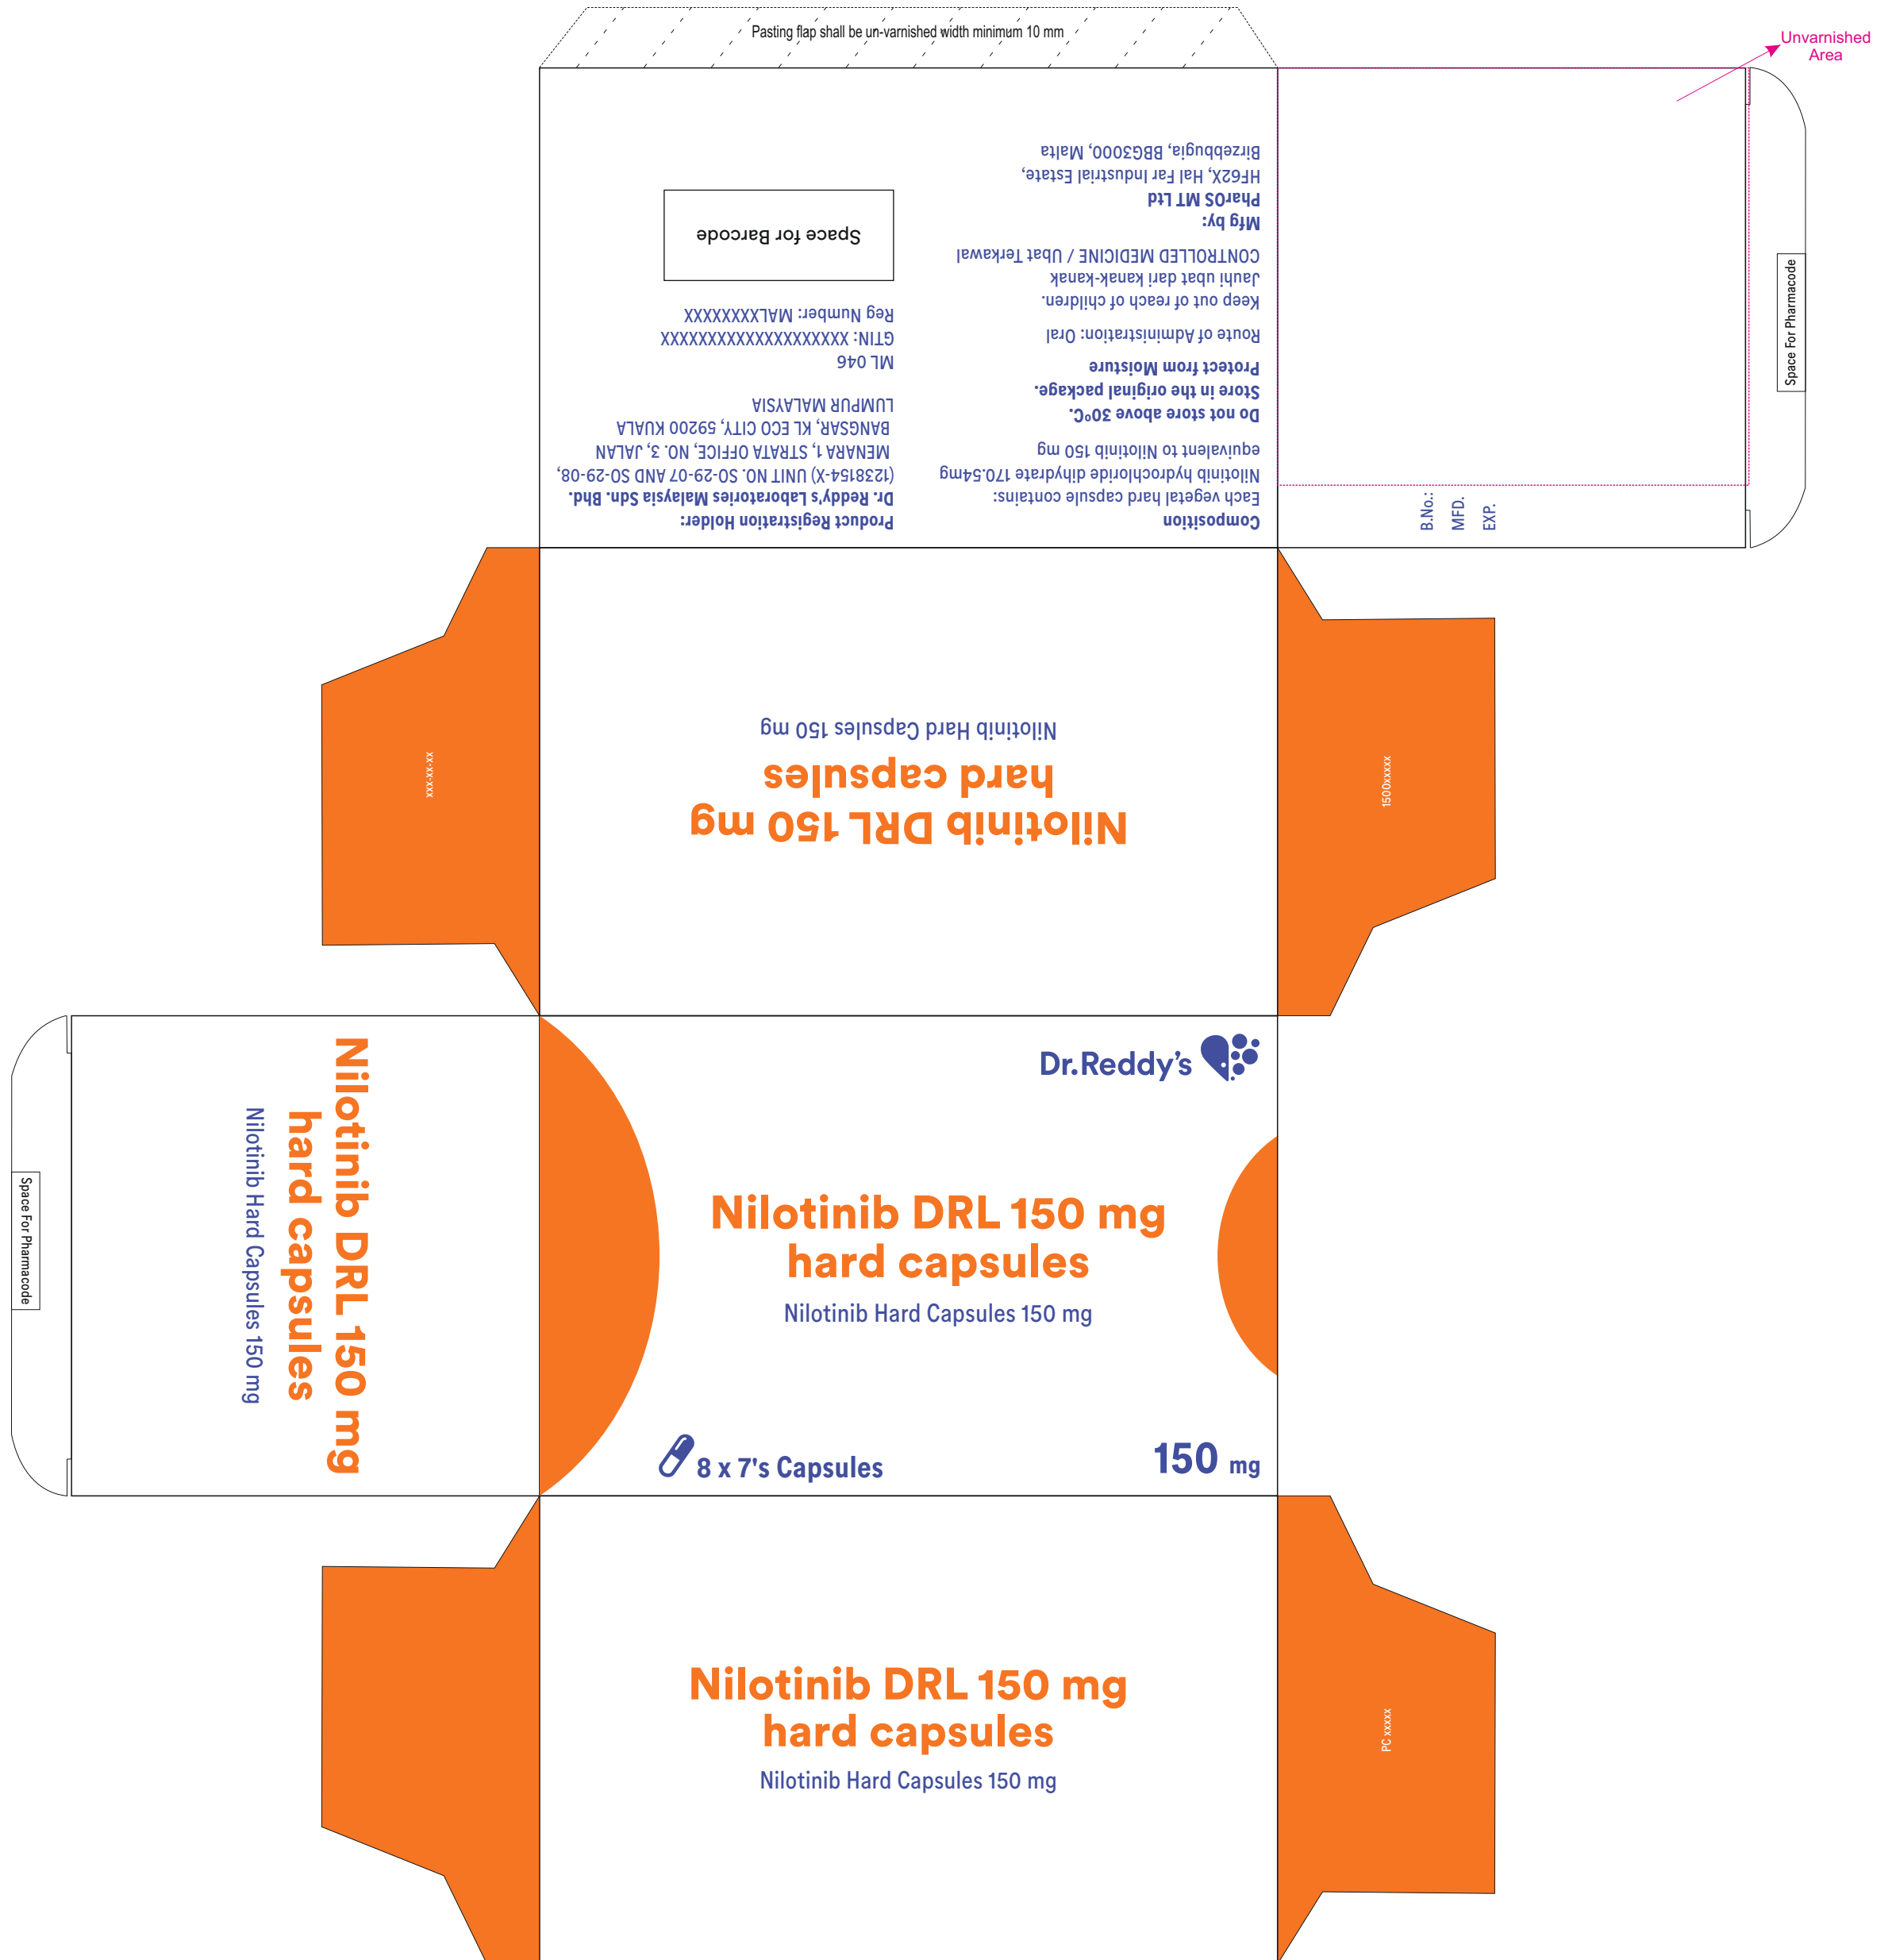 Pasting flap shall be un-varnished width minimum 10 mm
Unvarnished
Area
Composition
Each vegetal hard capsule contains:
Nilotinib hydrochloride dihydrate 170.54mg
equivalent to Nilotinib 150 mg
Do not store above 30°C.
Store in the original package.
Protect from Moisture
Route of Administration: Oral
Keep out of reach of children.
Jauhi ubat dari kanak-kanak
CONTROLLED MEDICINE / Ubat Terkawal
Mfg by:
PharOS MT Ltd
HF62X, Hal Far Industrial Estate,
Birzebbugia, BBG3000, Malta
Product Registration Holder:
Dr. Reddy's Laboratories Malaysia Sdn. Bhd.
(1238154-X) UNIT NO. SO-29-07 AND SO-29-08,
MENARA 1, STRATA OFFICE, NO. 3, JALAN
BANGSAR, KL ECO CITY, 59200 KUALA
LUMPUR MALAYSIA
ML 046
GTIN: XXXXXXXXXXXXXXXXXXXX
Reg Number: MALXXXXXXXX
Space for Barcode
B.No.:
MFD.
EXP.
Space For Pharmacode
Nilotinib DRL 150 mg
hard capsules
Nilotinib Hard Capsules 150 mg
xxx-xx-xx
1500xxxxx
Dr.Reddy's
Nilotinib DRL 150 mg
hard capsules
Nilotinib Hard Capsules 150 mg
8 x 7's Capsules
150 mg
Nilotinib DRL 150 mg
hard capsules
Nilotinib Hard Capsules 150 mg
Space For Pharmacode
Nilotinib DRL 150 mg
hard capsules
Nilotinib Hard Capsules 150 mg
PC xxxxx